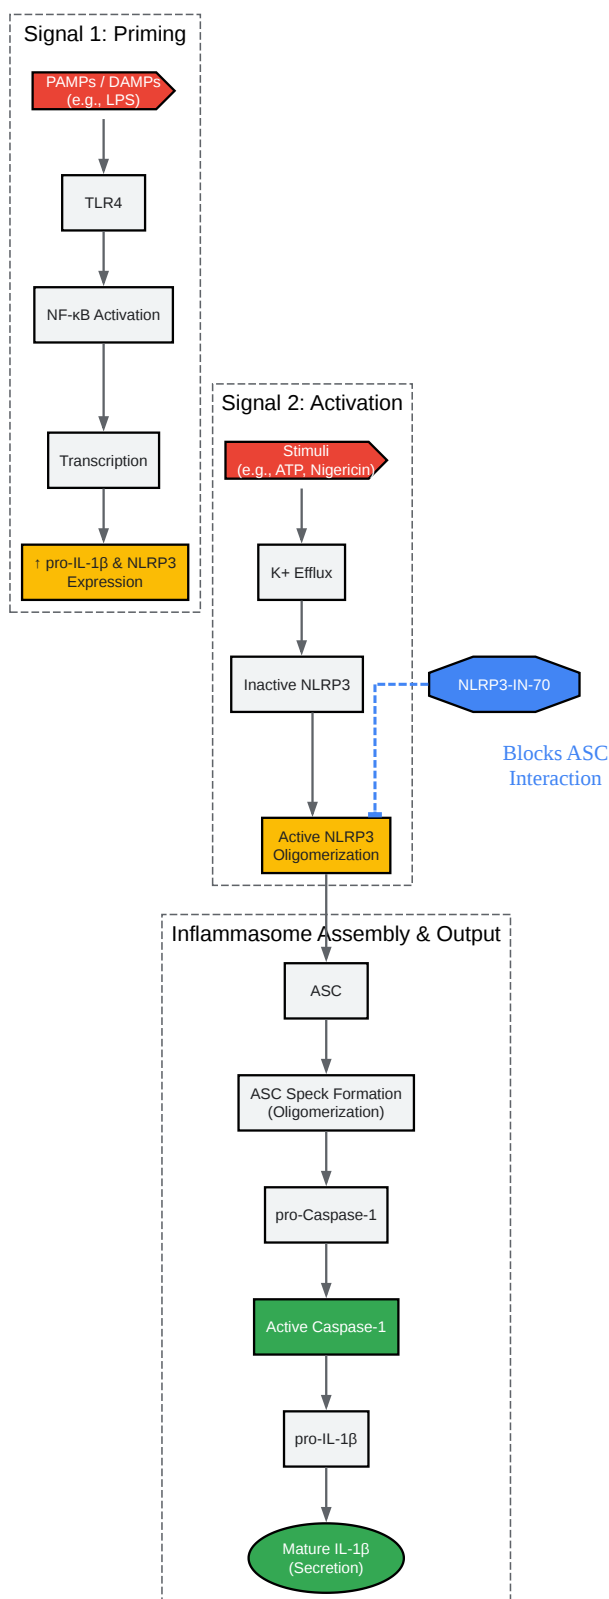 Signal 1: Priming
PAMPs / DAMPs
(e.g., LPS)
TLR4
NF-κB Activation
Transcription
↑ pro-IL-1β & NLRP3
Expression
Signal 2: Activation
Stimuli
(e.g., ATP, Nigericin)
K+ Efflux
Inactive NLRP3
NLRP3-IN-70
Blocks ASC
Interaction
Active NLRP3
Oligomerization
Inflammasome Assembly & Output
ASC
ASC Speck Formation
(Oligomerization)
pro-Caspase-1
Active Caspase-1
pro-IL-1β
Mature IL-1β
(Secretion)